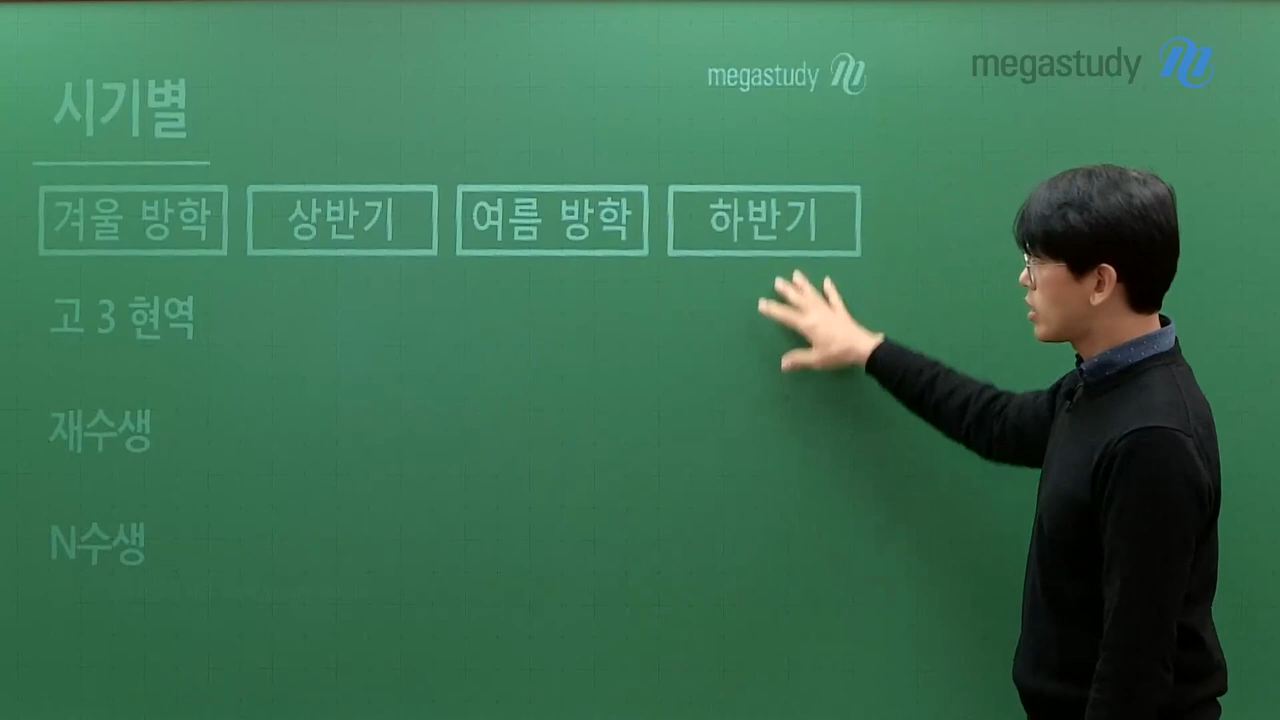 megastudy
megastudy
시기별
겨울 방학 상반기 여름 방학 하반기
고 3 현역
재수생
N수생